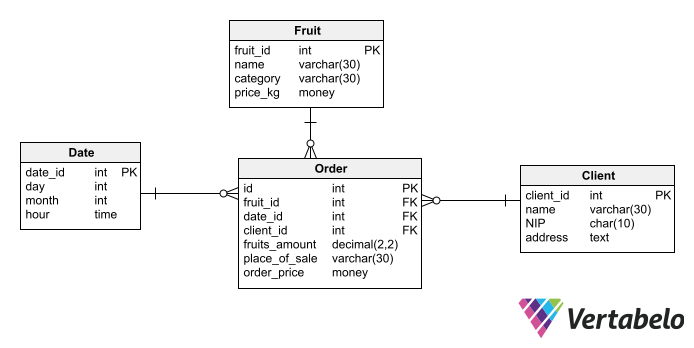 Fruit
fruit_id int PK
name varchar(30)
category varchar(30)
price_kg money
Date
date_id int PK
day int
month int
hour time
Order
id int PK
fruit_id int FK
date_id int FK
client_id int FK
fruits_amount decimal(2,2)
place_of_sale varchar(30)
order_price money
Client
client_id int PK
name varchar(30)
NIP char(10)
address text
Vertabelo